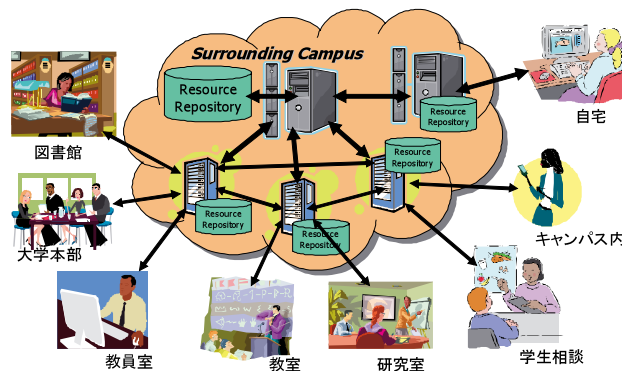 Surrounding Campus
Resource
Repository
Resource
Repository
自宅
図書館
Resource
Repository
Resource
Repository
Resource
Repository
大学本部
キャンパス内
教員室
教室
研究室
学生相談